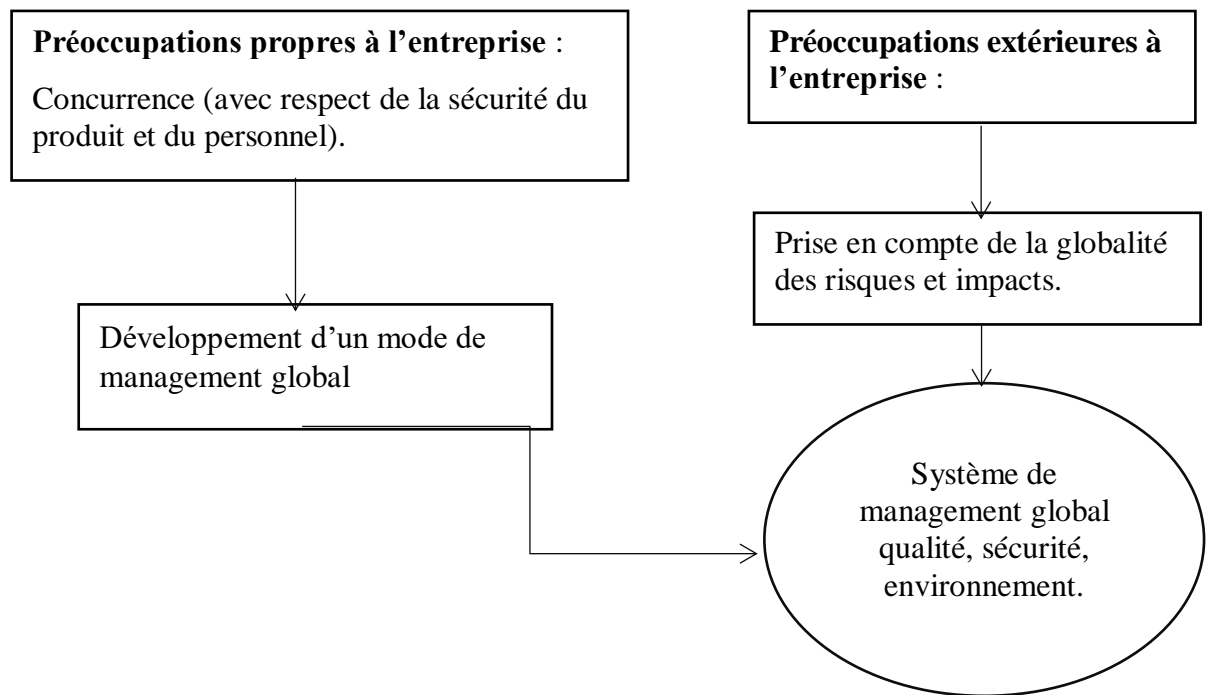 Préoccupations propres à l’entreprise :
Concurrence (avec respect de la sécurité du
produit et du personnel).
Préoccupations extérieures à
l’entreprise :
Prise en compte de la globalité
des risques et impacts.
Développement d’un mode de
management global
Système de
management global
qualité, sécurité,
environnement.